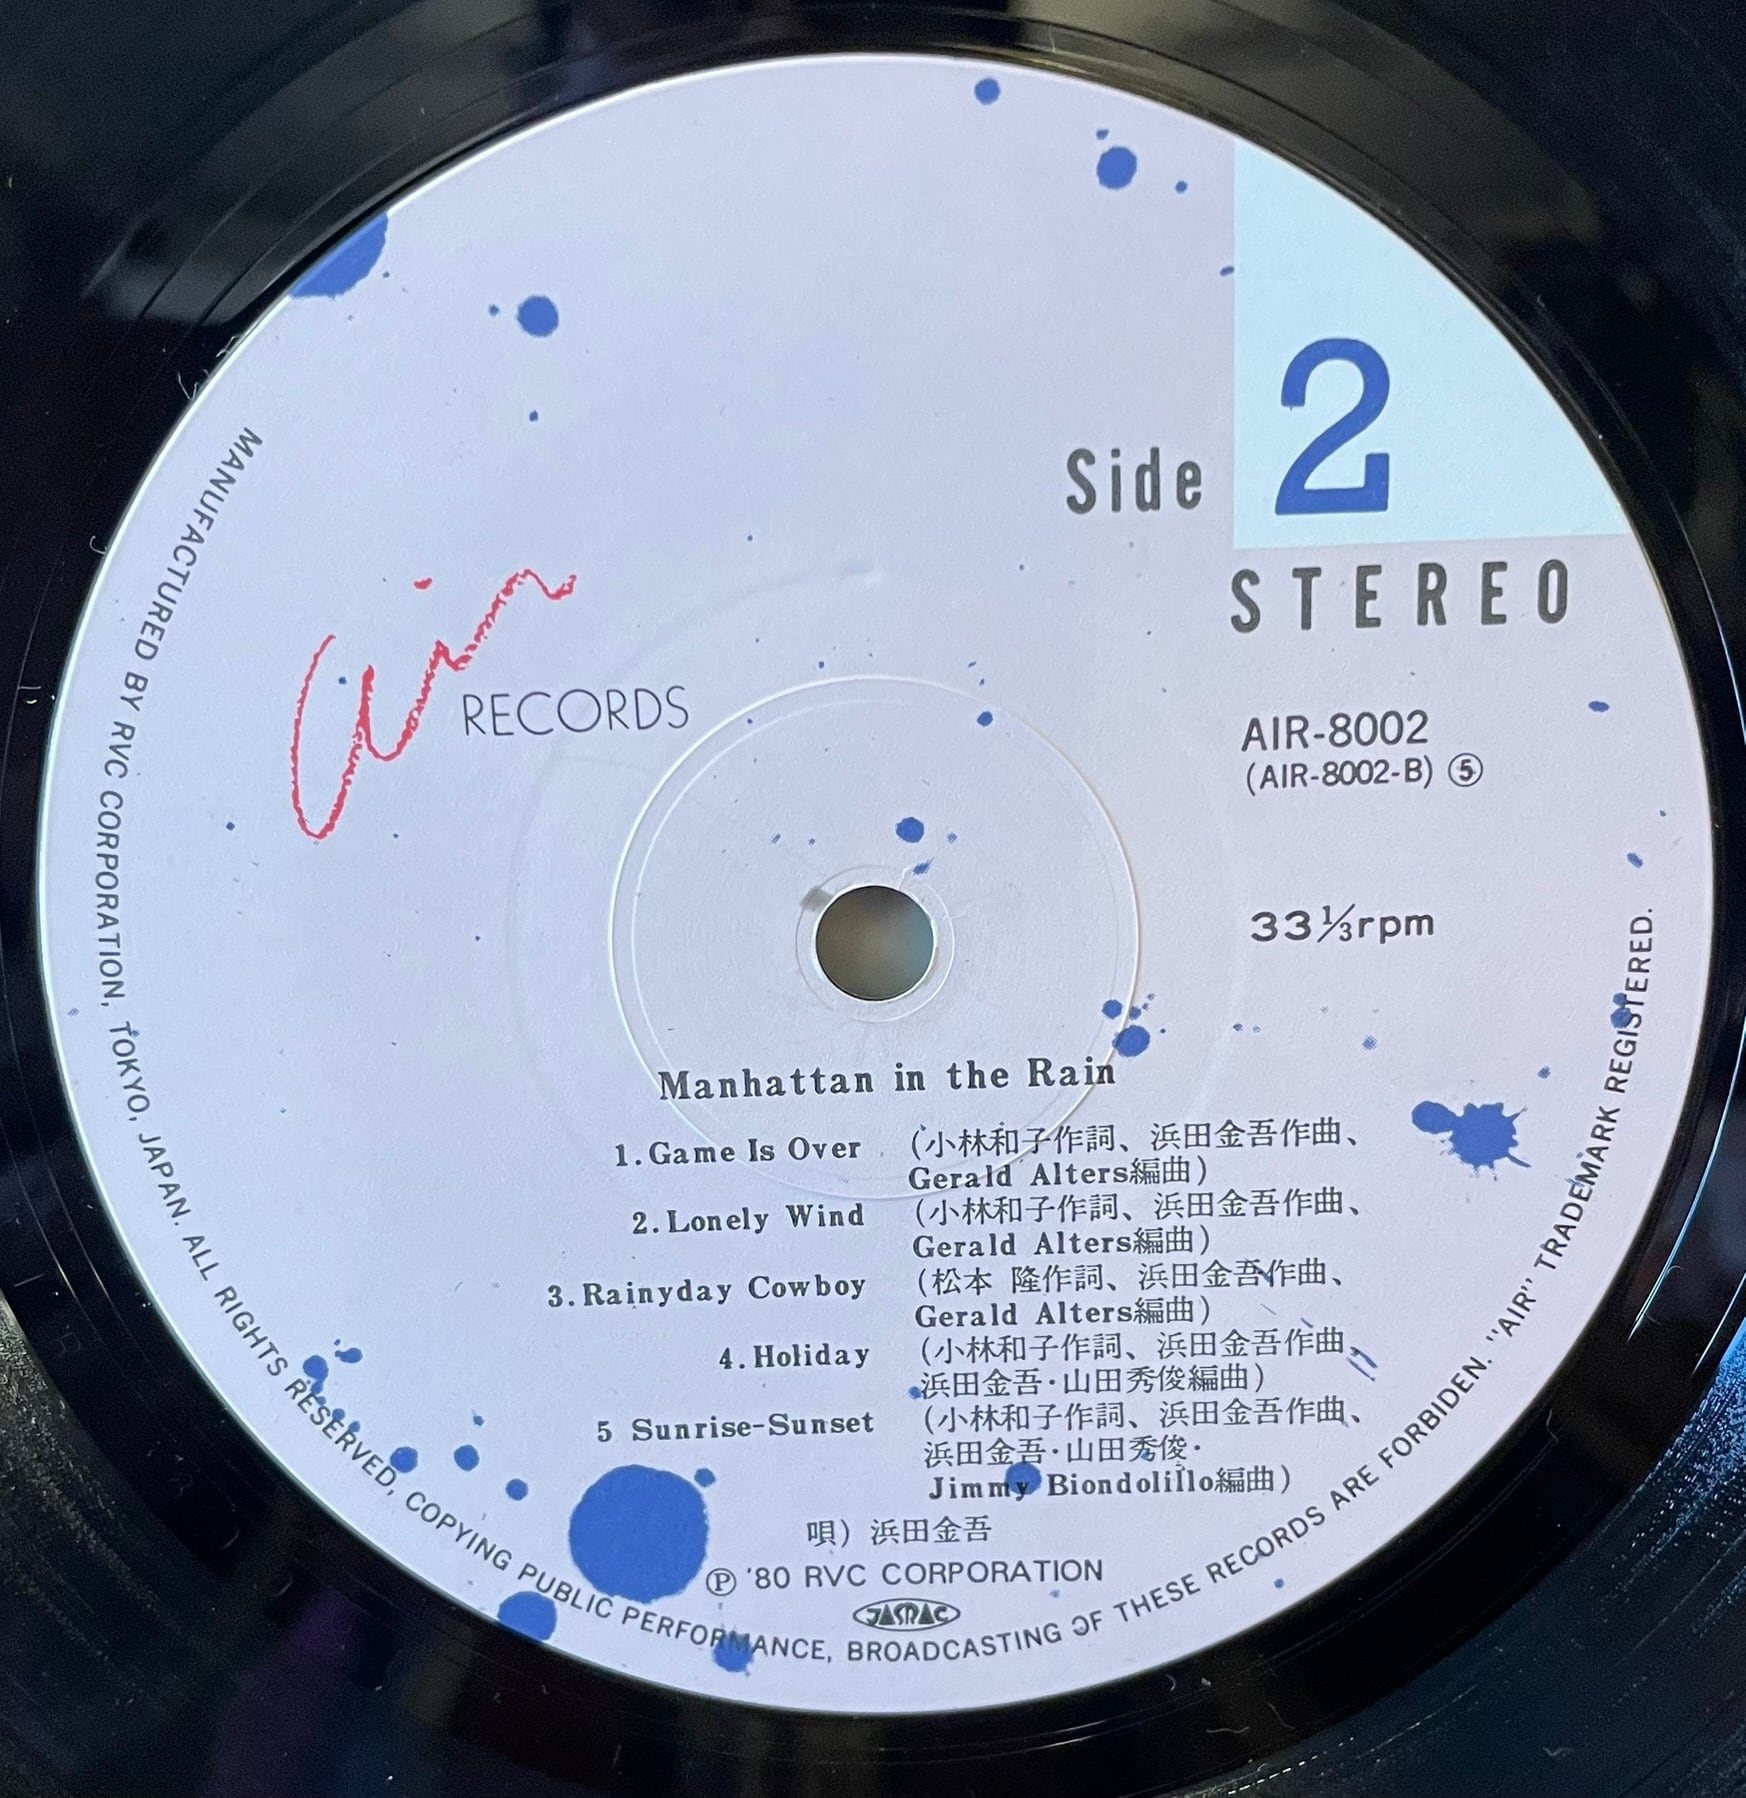 Side 2
STEREO
air RECORDS
AIR-8002
(AIR-8002-B) ⑤
33 1/3 rpm
Manhattan in the Rain
1. Game Is Over (小林和子作詞、浜田金吾作曲、
Gerald Alters編曲)
2. Lonely Wind (小林和子作詞、浜田金吾作曲、
Gerald Alters編曲)
3. Rainyday Cowboy (松本 隆作詞、浜田金吾作曲、
Gerald Alters編曲)
4. Holiday (小林和子作詞、浜田金吾作曲、
浜田金吾・山田秀俊編曲)
5 Sunrise-Sunset (小林和子作詞、浜田金吾作曲、
浜田金吾・山田秀俊・
Jimmy Biondolillo編曲)
唄) 浜田金吾
Ⓟ '80 RVC CORPORATION
JASRAC
MANUFACTURED BY RVC CORPORATION, TOKYO, JAPAN. ALL RIGHTS RESERVED, COPYING PUBLIC PERFORMANCE, BROADCASTING OF THESE RECORDS ARE FORBIDEN. "AIR" TRADEMARK REGISTERED.